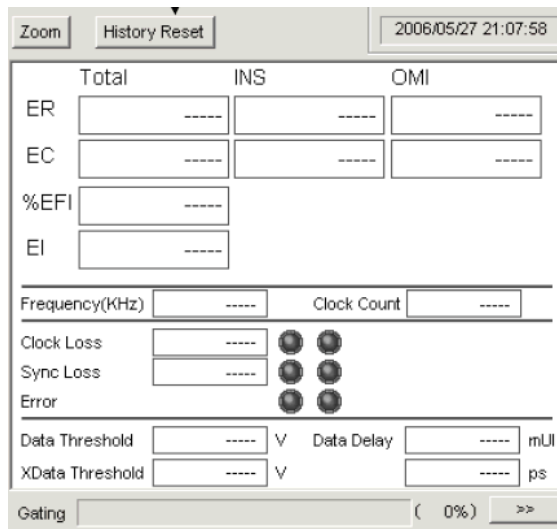 Zoom History Reset 2006/05/27 21:07:58
Total INS OMI
ER ----- ----- -----
EC ----- ----- -----
%EFI -----
EI -----
Frequency(KHz) ----- Clock Count -----
Clock Loss -----
Sync Loss -----
Error
Data Threshold ----- V Data Delay ----- mUI
XData Threshold ----- V ----- ps
Gating ( 0%) >>